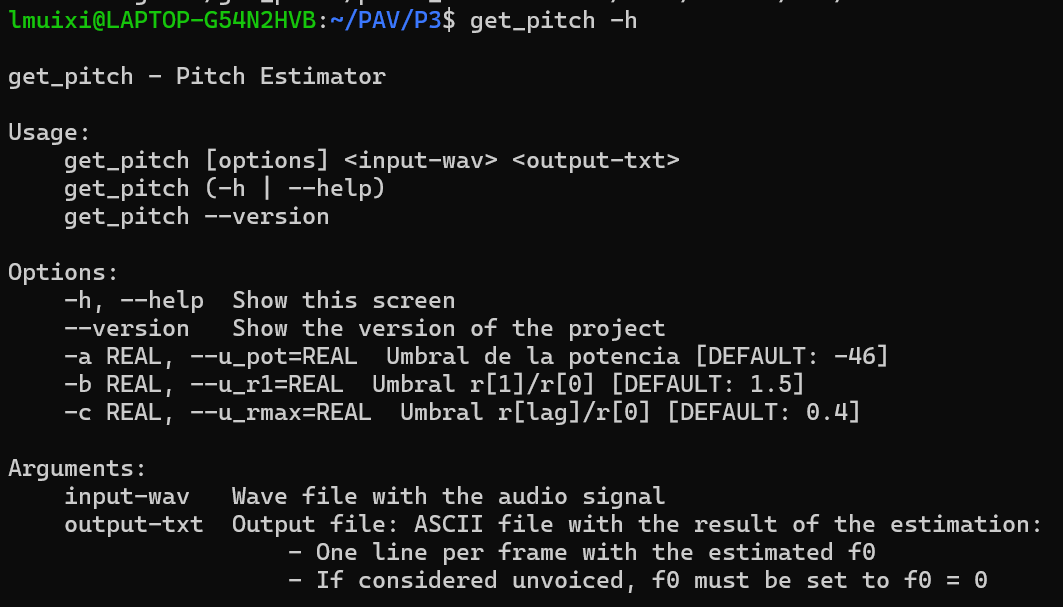 lmuixi@LAPTOP-G54N2HVB:~/PAV/P3$ get_pitch -h
get_pitch - Pitch Estimator
Usage:
    get_pitch [options] <input-wav> <output-txt>
    get_pitch (-h | --help)
    get_pitch --version
Options:
    -h, --help  Show this screen
    --version   Show the version of the project
    -a REAL, --u_pot=REAL  Umbral de la potencia [DEFAULT: -46]
    -b REAL, --u_r1=REAL  Umbral r[1]/r[0] [DEFAULT: 1.5]
    -c REAL, --u_rmax=REAL  Umbral r[lag]/r[0] [DEFAULT: 0.4]
Arguments:
    input-wav   Wave file with the audio signal
    output-txt  Output file: ASCII file with the result of the estimation:
                    - One line per frame with the estimated f0
                    - If considered unvoiced, f0 must be set to f0 = 0